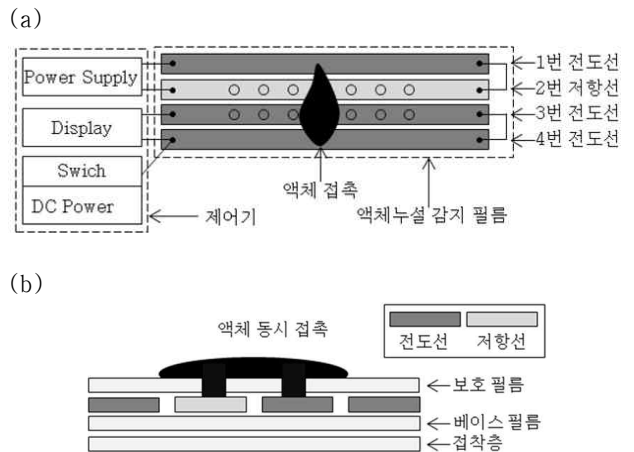 (a)
Power Supply
Display
Swich
DC Power
1번 전도선
2번 저항선
3번 전도선
4번 전도선
액체 접촉
제어기
액체누설 감지 필름
(b)
액체 동시 접촉
전도선
저항선
보호 필름
베이스 필름
접착층